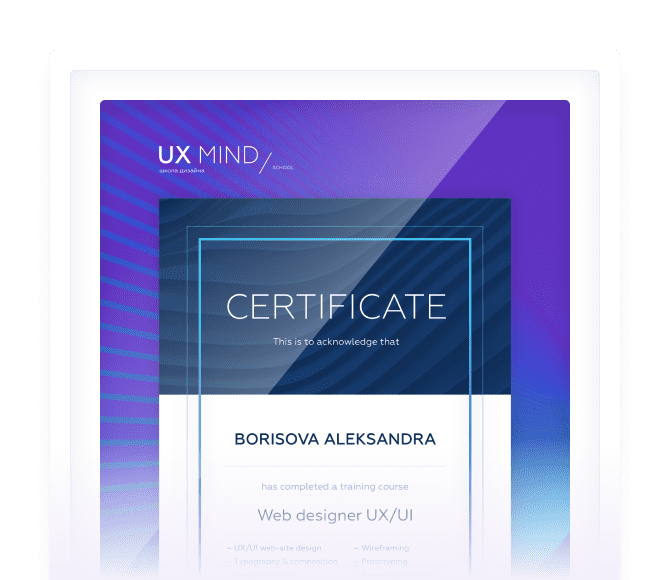 UX MIND
школа дизайна
SCHOOL
CERTIFICATE
This is to acknowledge that
BORISOVA ALEKSANDRA
has completed a training course
Web designer UX/UI
– UX/UI web-site design – Wireframing
– Typography & composition – Prototyping